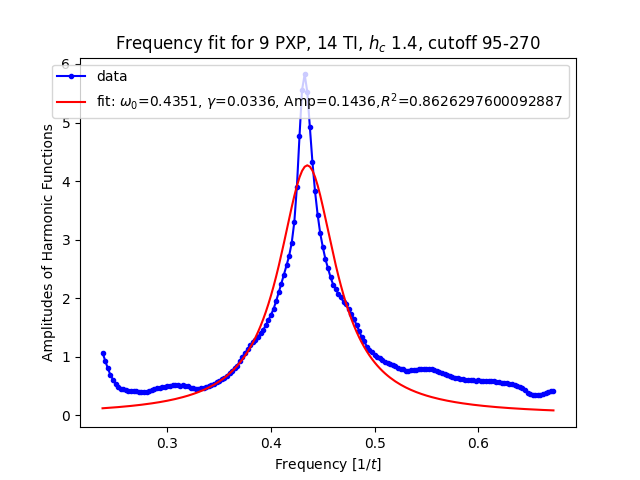 Frequency fit for 9 PXP, 14 TI, $h_c$ 1.4, cutoff 95-270
data
fit: $\omega_0$=0.4351, $\gamma$=0.0336, Amp=0.1436,$R^2$=0.8626297600092887
Amplitudes of Harmonic Functions
6
5
4
3
2
1
0
0.3 0.4 0.5 0.6
Frequency [1/$t$]